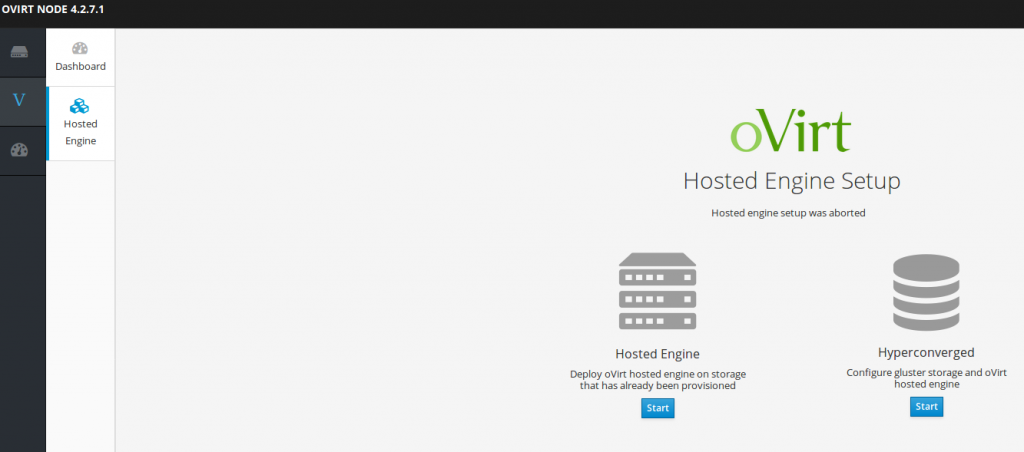 OVIRT NODE 4.2.7.1
Dashboard
V
Hosted
Engine
oVirt
Hosted Engine Setup
Hosted engine setup was aborted
Hosted Engine
Deploy oVirt hosted engine on storage
that has already been provisioned
Start
Hyperconverged
Configure gluster storage and oVirt
hosted engine
Start